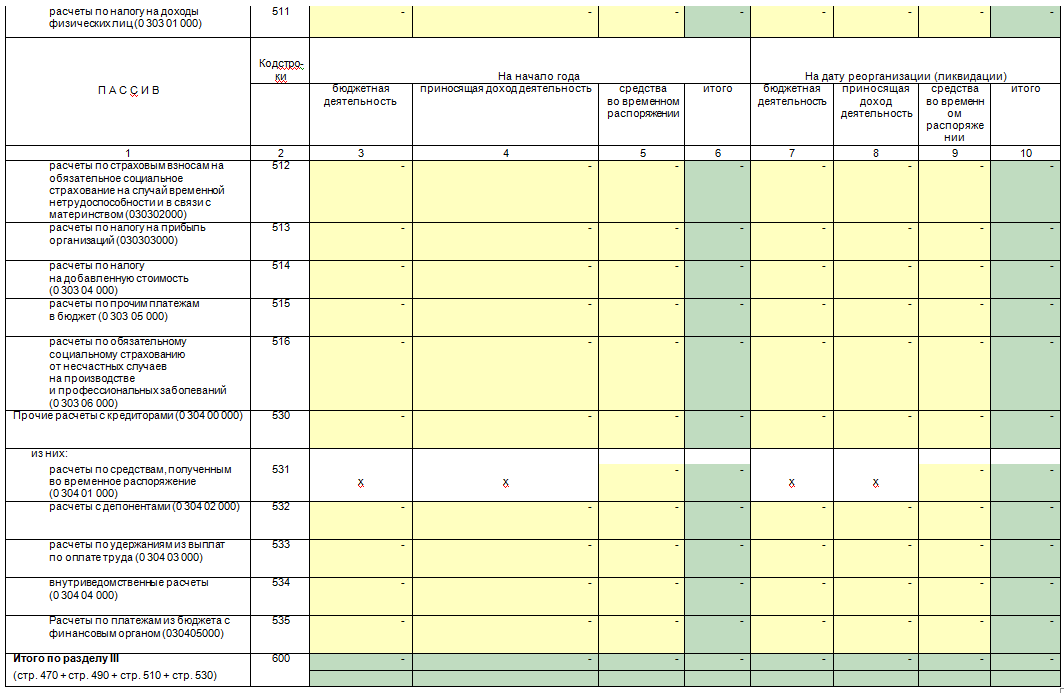 расчеты по налогу на доходы 511 - - - - - - - -
физических лиц (0 303 01 000)
П А С С И В Код стро-
ки На начало года На дату реорганизации (ликвидации)
бюджетная приносящая доход деятельность средства итого бюджетная приносящая средства итого
деятельность во временном деятельность доход во временн
распоряжении деятельность ом
распоряже
нии
1 2 3 4 5 6 7 8 9 10
расчеты по страховым взносам на 512 - - - - - - - -
обязательное социальное
страхование на случай временной
нетрудоспособности и в связи с
материнством (030302000)
расчеты по налогу на прибыль 513 - - - - - - - -
организаций (030303000)
расчеты по налогу 514 - - - - - - - -
на добавленную стоимость
(0 303 04 000)
расчеты по прочим платежам 515 - - - - - - - -
в бюджет (0 303 05 000)
расчеты по обязательному 516 - - - - - - - -
социальному страхованию
от несчастных случаев
на производстве
и профессиональных заболеваний
(0 303 06 000)
Прочие расчеты с кредиторами (0 304 00 000) 530 - - - - - - - -
из них:
расчеты по средствам, полученным 531 х х - - х х - -
во временное распоряжение
(0 304 01 000)
расчеты с депонентами (0 304 02 000) 532 - - - - - - - -
расчеты по удержаниям из выплат 533 - - - - - - - -
по оплате труда (0 304 03 000)
внутриведомственные расчеты 534 - - - - - - - -
(0 304 04 000)
Расчеты по платежам из бюджета с 535 - - - - - - - -
финансовым органом (030405000)
Итого по разделу III 600 - - - - - - - -
(стр. 470 + стр. 490 + стр. 510 + стр. 530)